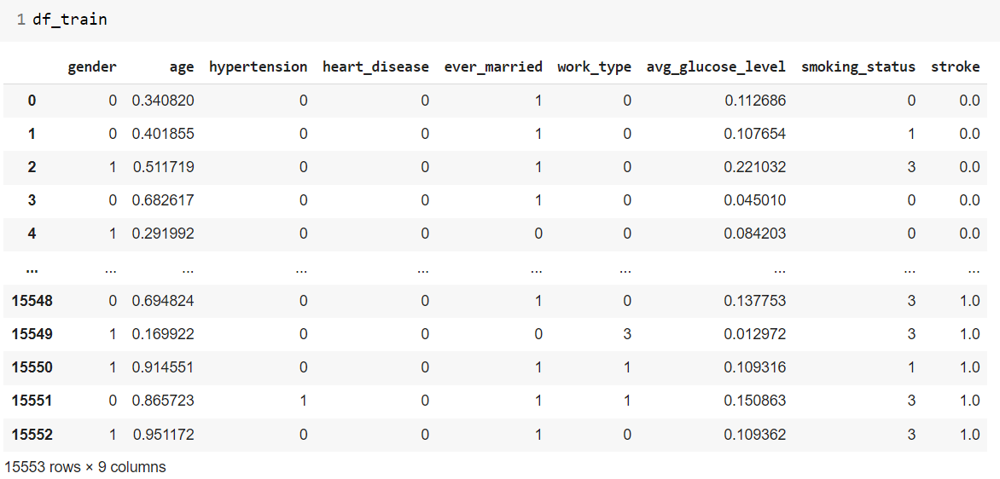 1 df_train
gender age hypertension heart_disease ever_married work_type avg_glucose_level smoking_status stroke
0 0 0.340820 0 0 1 0 0.112686 0 0.0
1 0 0.401855 0 0 1 0 0.107654 1 0.0
2 1 0.511719 0 0 1 0 0.221032 3 0.0
3 0 0.682617 0 0 1 0 0.045010 0 0.0
4 1 0.291992 0 0 0 0 0.084203 0 0.0
... ... ... ... ... ... ... ... ... ...
15548 0 0.694824 0 0 1 0 0.137753 3 1.0
15549 1 0.169922 0 0 0 3 0.012972 3 1.0
15550 1 0.914551 0 0 1 1 0.109316 1 1.0
15551 0 0.865723 1 0 1 1 0.150863 3 1.0
15552 1 0.951172 0 0 1 0 0.109362 3 1.0
15553 rows × 9 columns